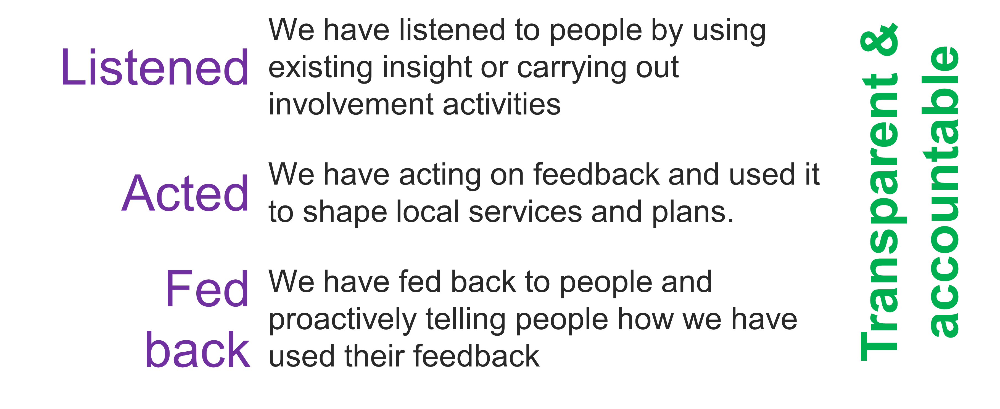 Listened
We have listened to people by using
existing insight or carrying out
involvement activities
Acted
We have acting on feedback and used it
to shape local services and plans.
Fed
back
We have fed back to people and
proactively telling people how we have
used their feedback
Transparent &
accountable